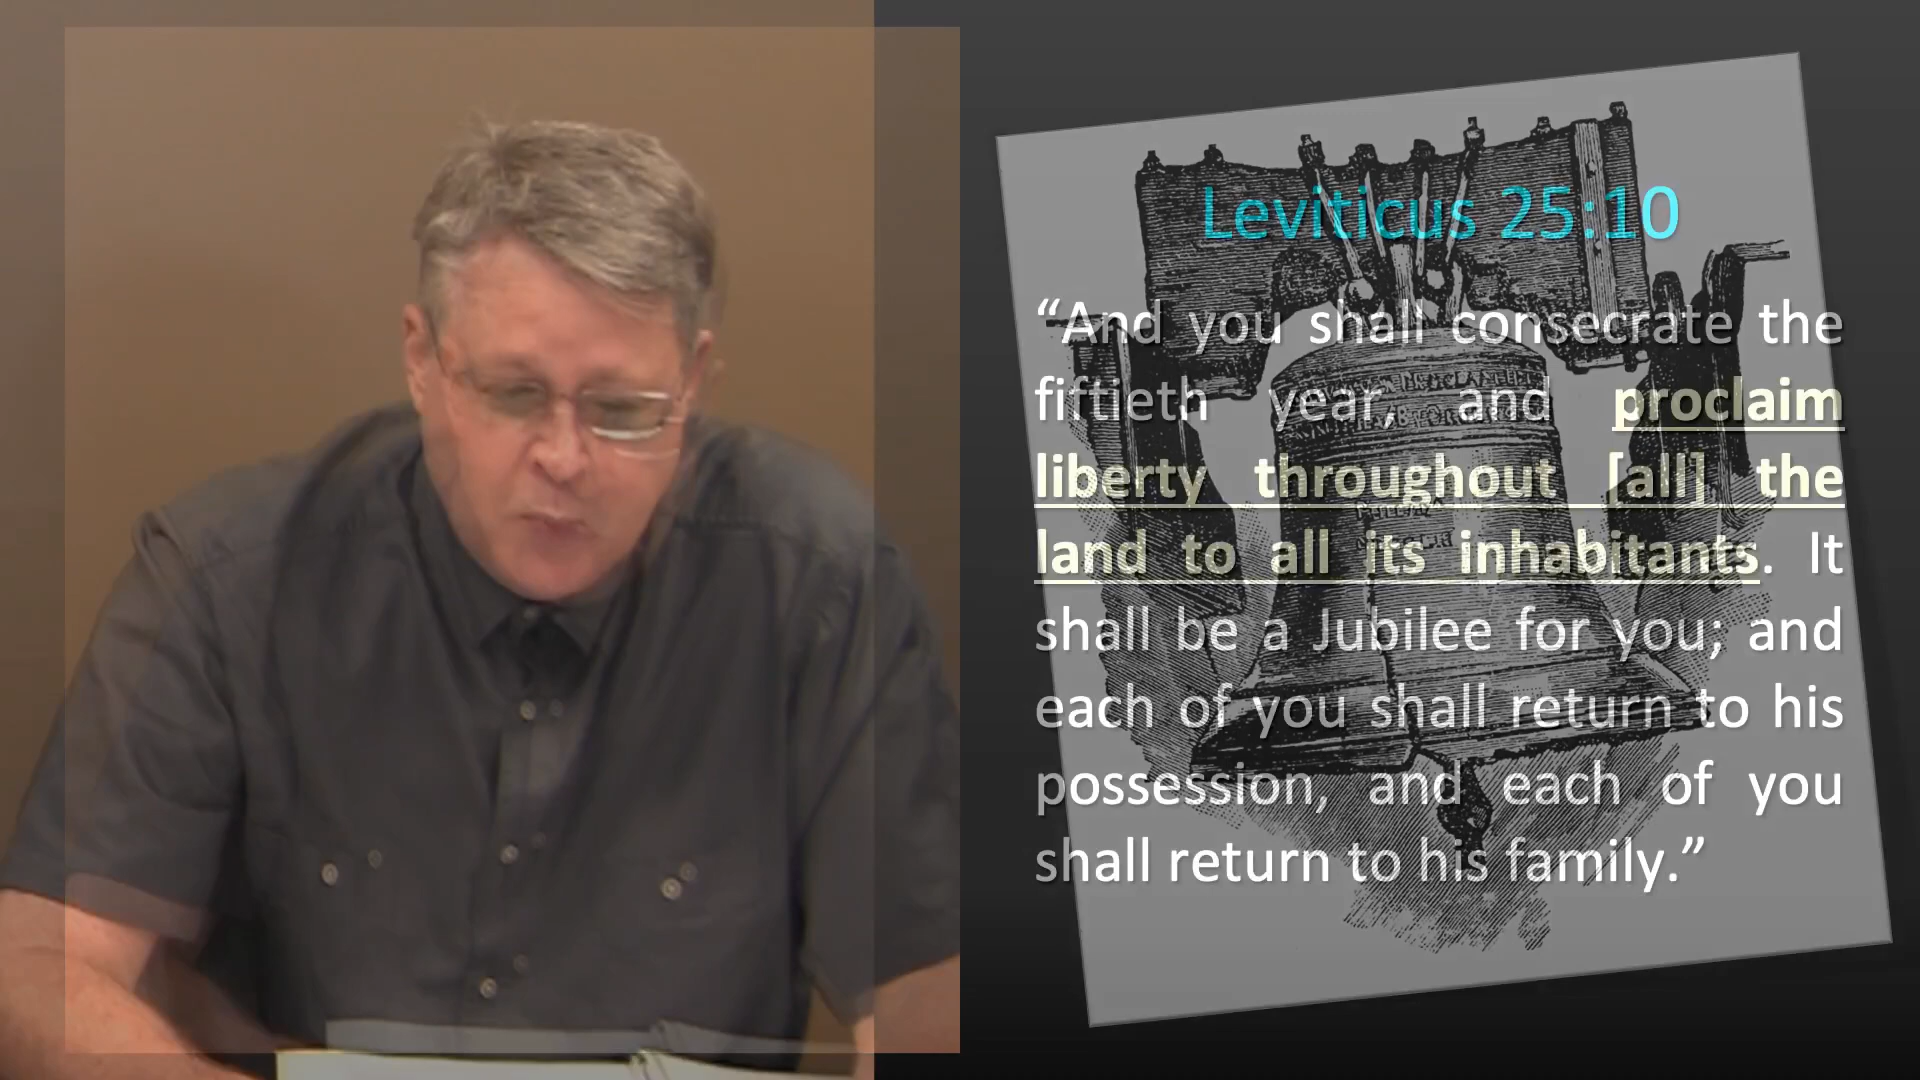 Leviticus 25:10
“And you shall consecrate the
fiftieth year, and proclaim
liberty throughout [all] the
land to all its inhabitants. It
shall be a Jubilee for you; and
each of you shall return to his
possession, and each of you
shall return to his family.”